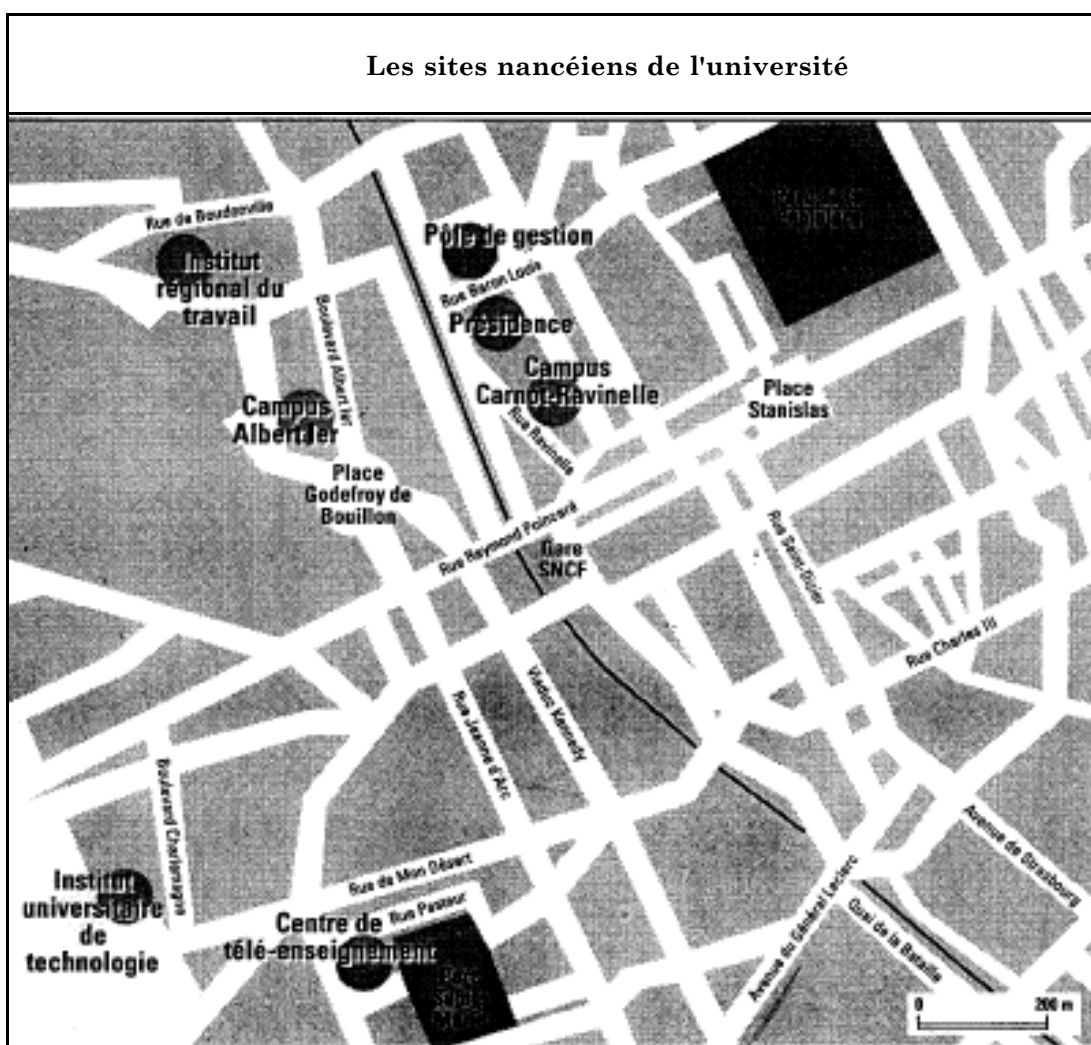 Les sites nancéiens de l'université
Rue de Boudonville
Pôle de gestion
Institut
régional du
travail
Rue Baron Louis
Présidence
Boulevard Albert Ier
Campus
Carnot-Ravinelle
Place
Stanislas
Campus
Albert Ier
Rue Ravinelle
Place
Godefroy de
Bouillon
Rue Raymond Poincaré
Gare
SNCF
Rue Saint-Dizier
Rue Charles III
Viaduc Kennedy
Rue Jeanne d'Arc
Boulevard Charlemagne
Avenue de Strasbourg
Rue de Mon Désert
Institut
universitaire
de
technologie
Rue Pasteur
Centre de
télé-enseignement
Avenue du Général Leclerc
Quai de la Bataille
Parc
0 200 m